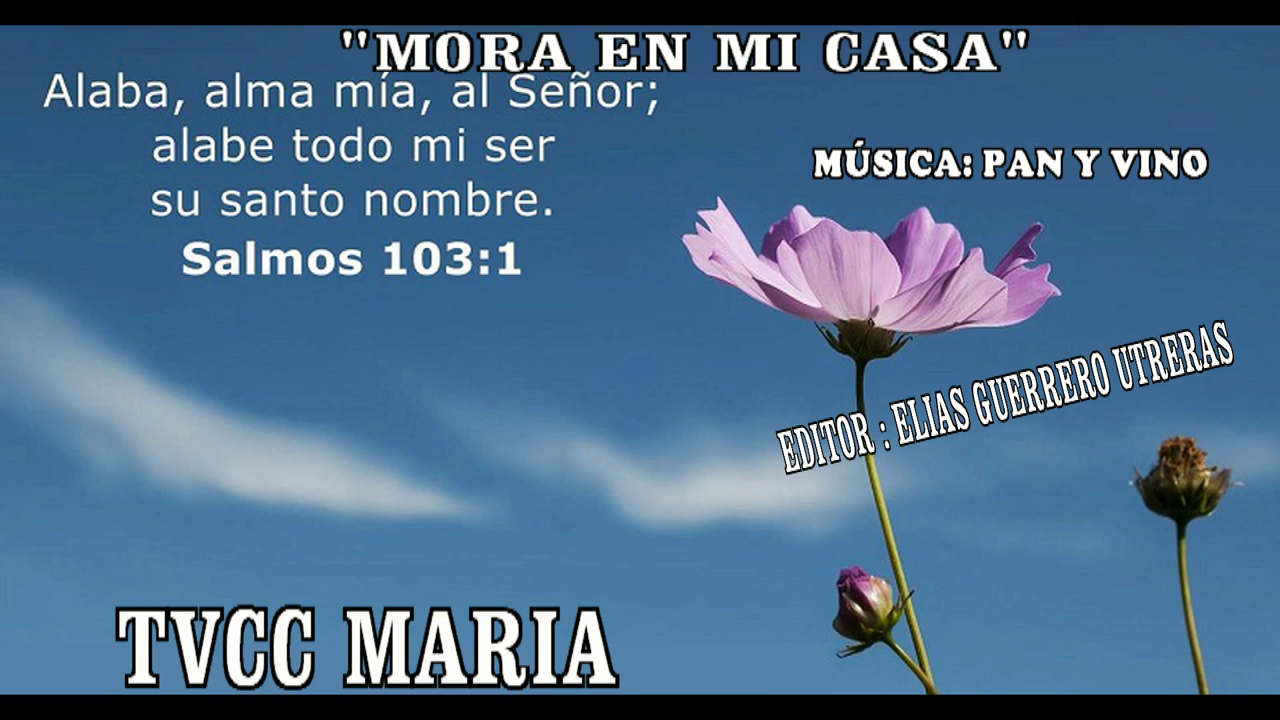 "MORA EN MI CASA"
Alaba, alma mía, al Señor;
alabe todo mi ser
su santo nombre.
Salmos 103:1
MÚSICA: PAN Y VINO
EDITOR : ELIAS GUERRERO UTRERAS
TVCC MARIA